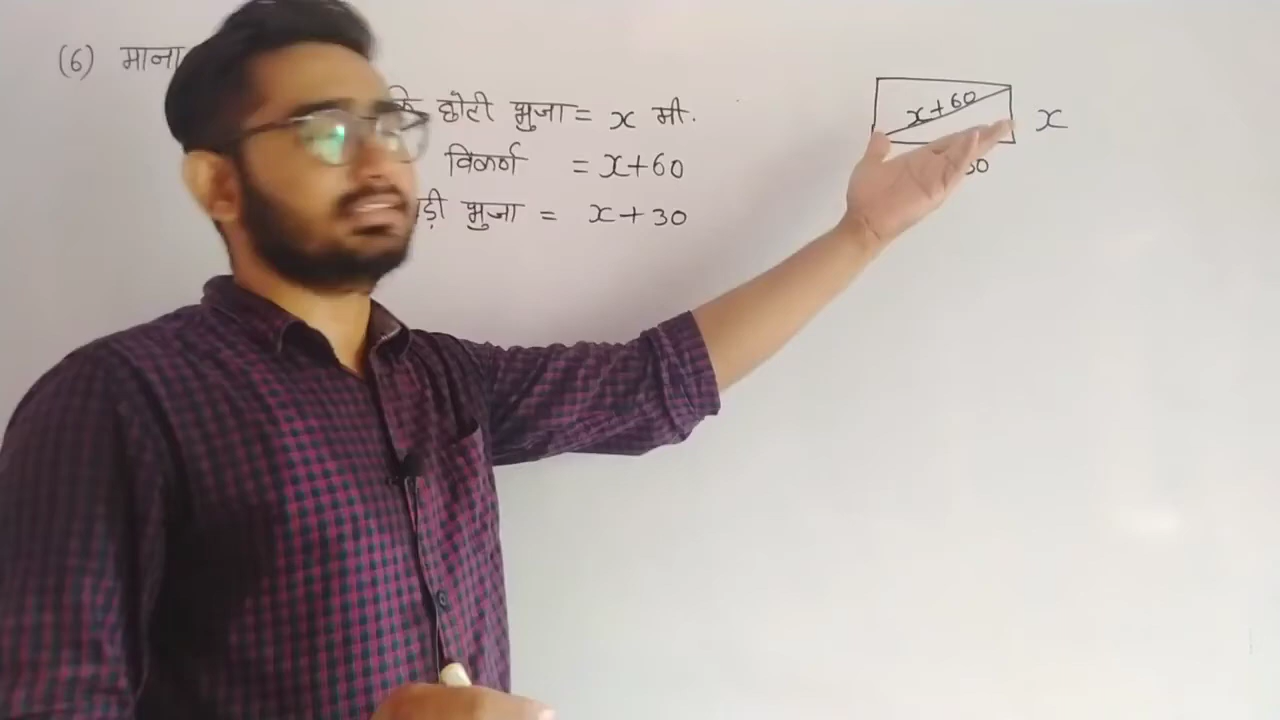 (6) माना
छोटी भुजा = x मी.
विकर्ण = x+60
भुजा = x+30
x+60
x